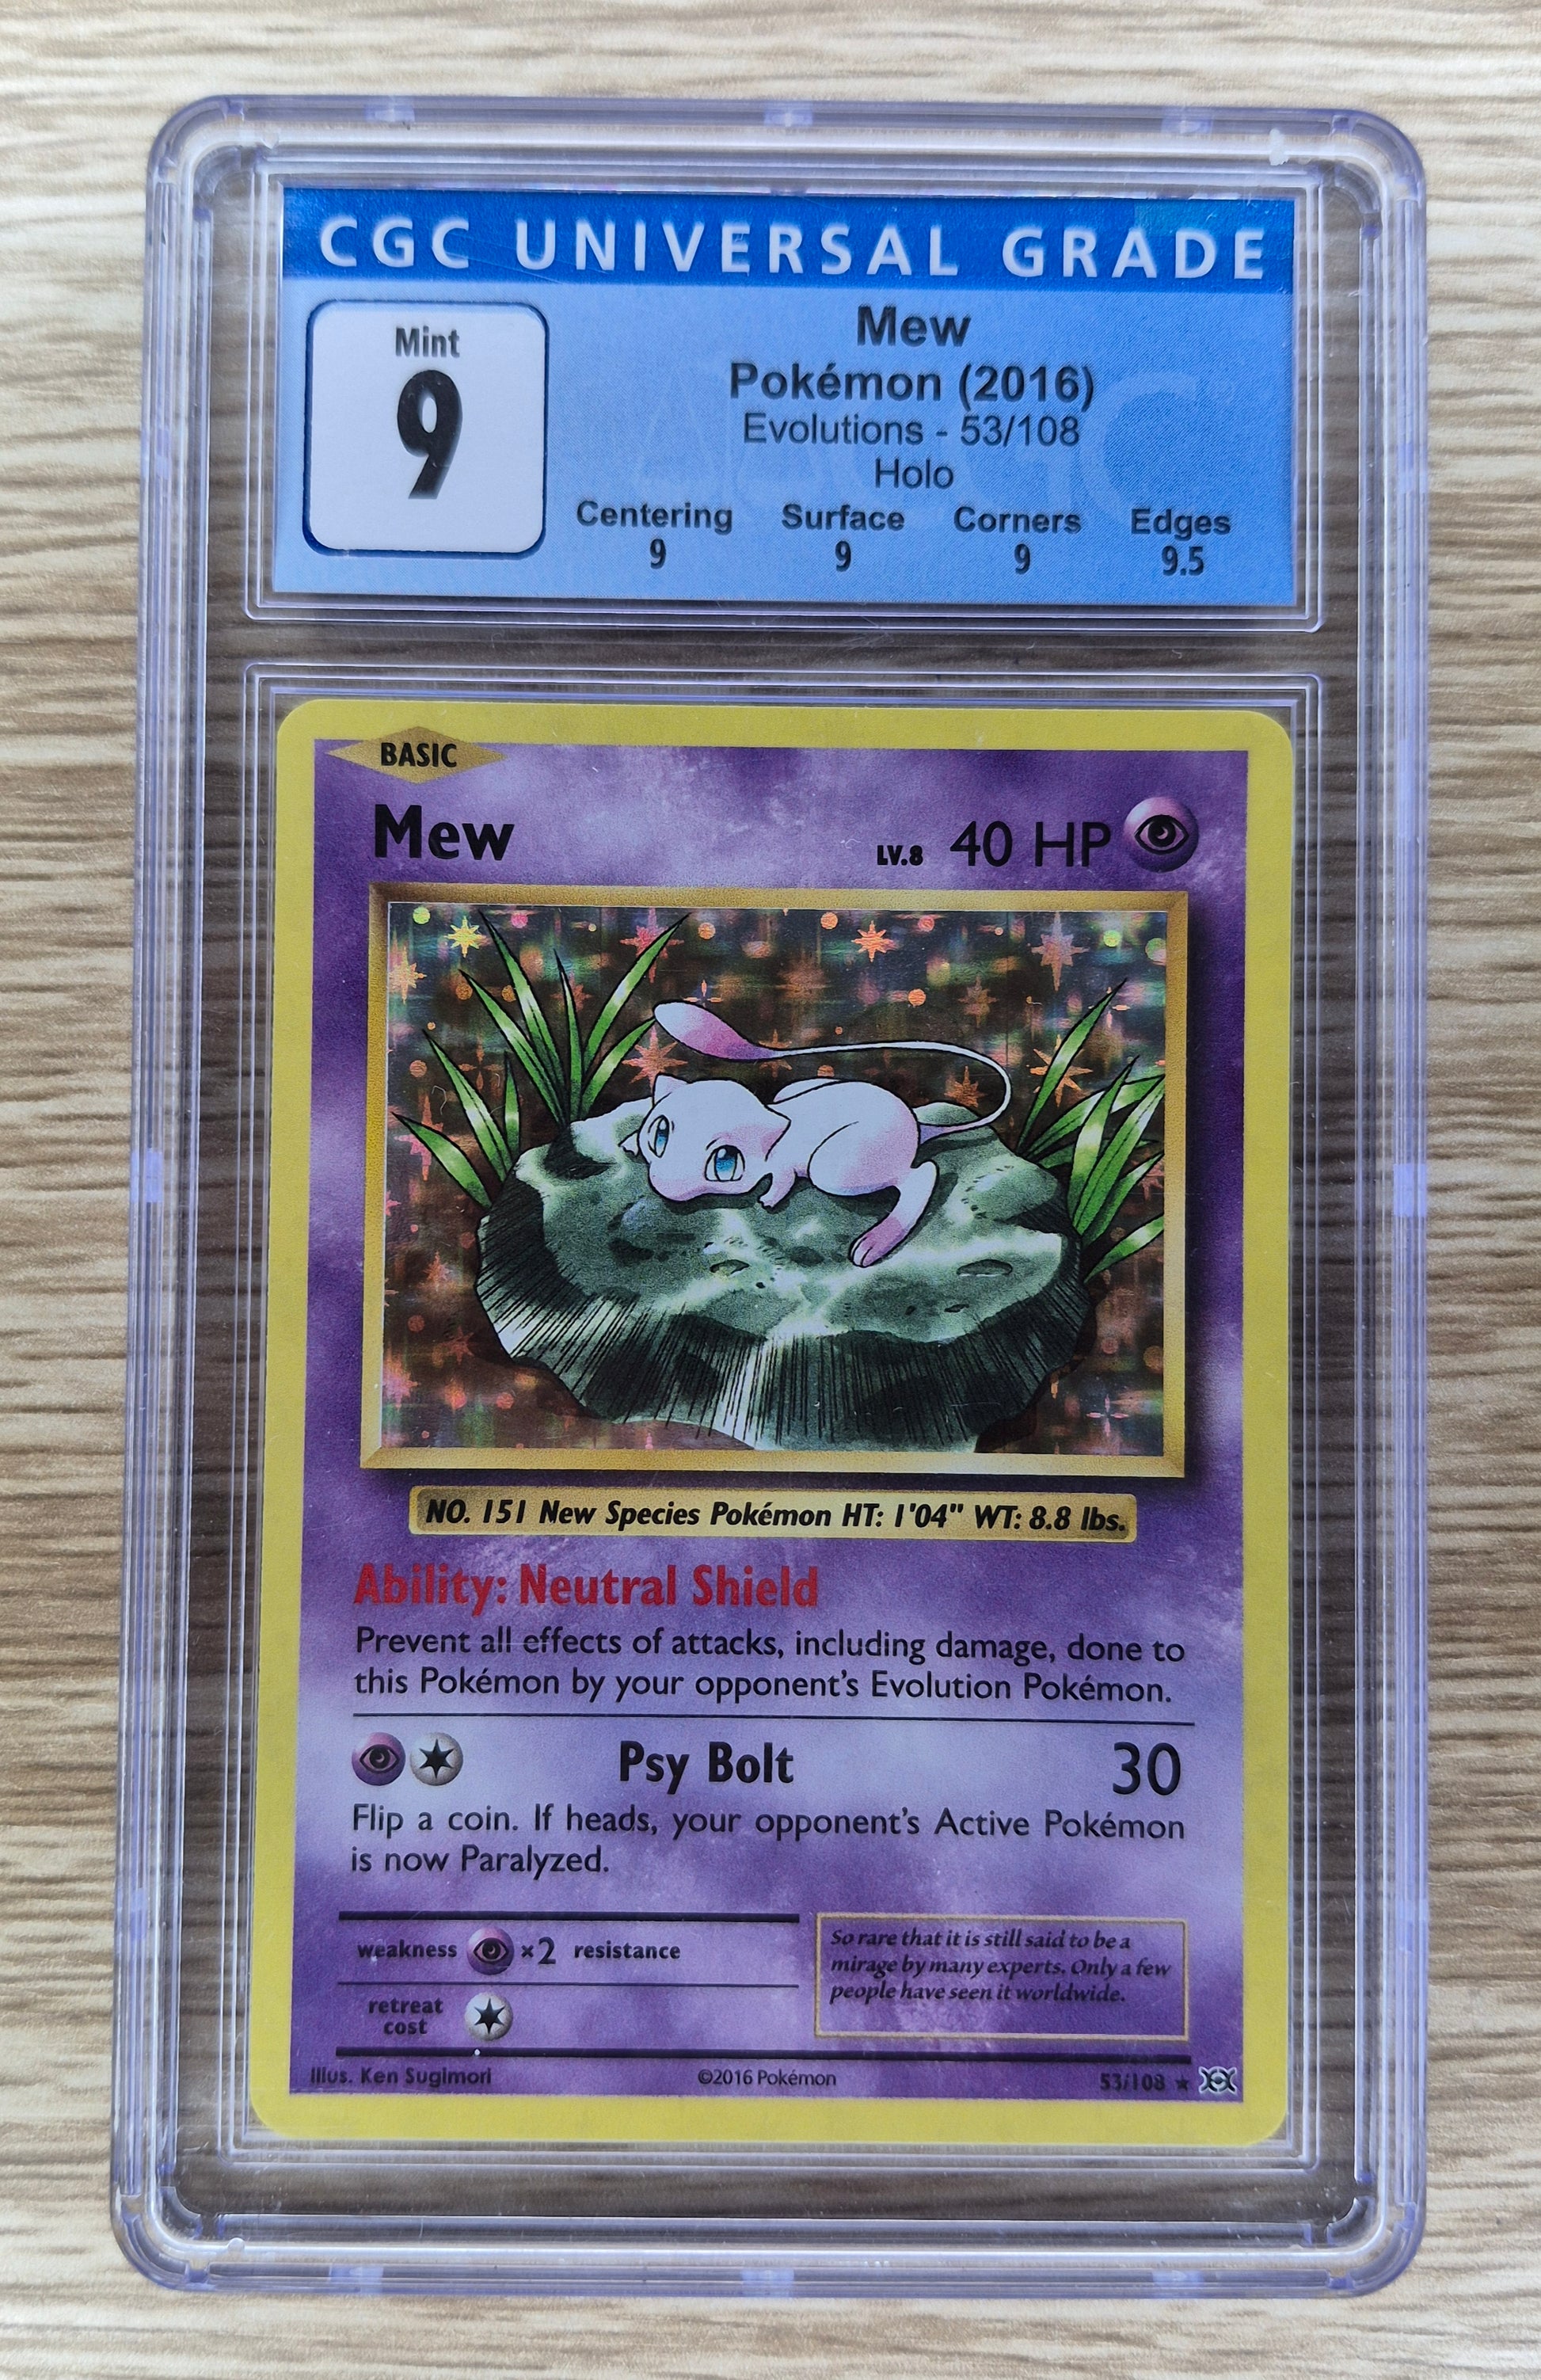 CGC UNIVERSAL GRADE
Mint
9
Mew
Pokémon (2016)
Evolutions - 53/108
Holo
Centering Surface Corners Edges
9 9 9 9.5
BASIC
Mew LV.8 40 HP
NO. 151 New Species Pokémon HT: 1'04" WT: 8.8 lbs.
Ability: Neutral Shield
Prevent all effects of attacks, including damage, done to
this Pokémon by your opponent's Evolution Pokémon.
Psy Bolt 30
Flip a coin. If heads, your opponent's Active Pokémon
is now Paralyzed.
weakness ×2 resistance
retreat
cost
So rare that it is still said to be a
mirage by many experts. Only a few
people have seen it worldwide.
Illus. Ken Sugimori ©2016 Pokémon 53/108 ★